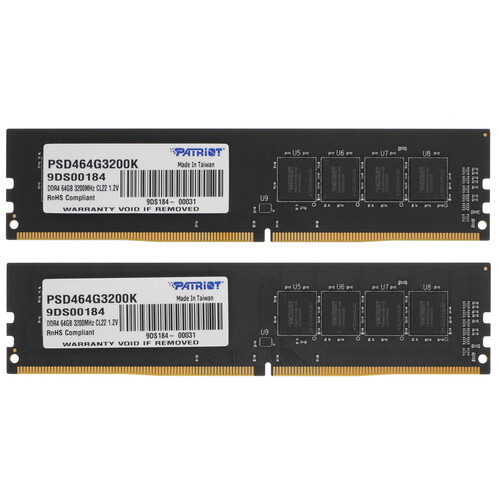 PATRIOT
Made In Taiwan
PSD464G3200K
9DS00184
DDR4 64GB 3200MHz CL22 1.2V
RoHS Compliant
9DS184- 00031
WARRANTY VOID IF REMOVED
U5 U6 U7 U8
U9
PATRIOT
Made In Taiwan
PSD464G3200K
9DS00184
DDR4 64GB 3200MHz CL22 1.2V
RoHS Compliant
9DS184- 00031
WARRANTY VOID IF REMOVED
U5 U6 U7 U8
U9